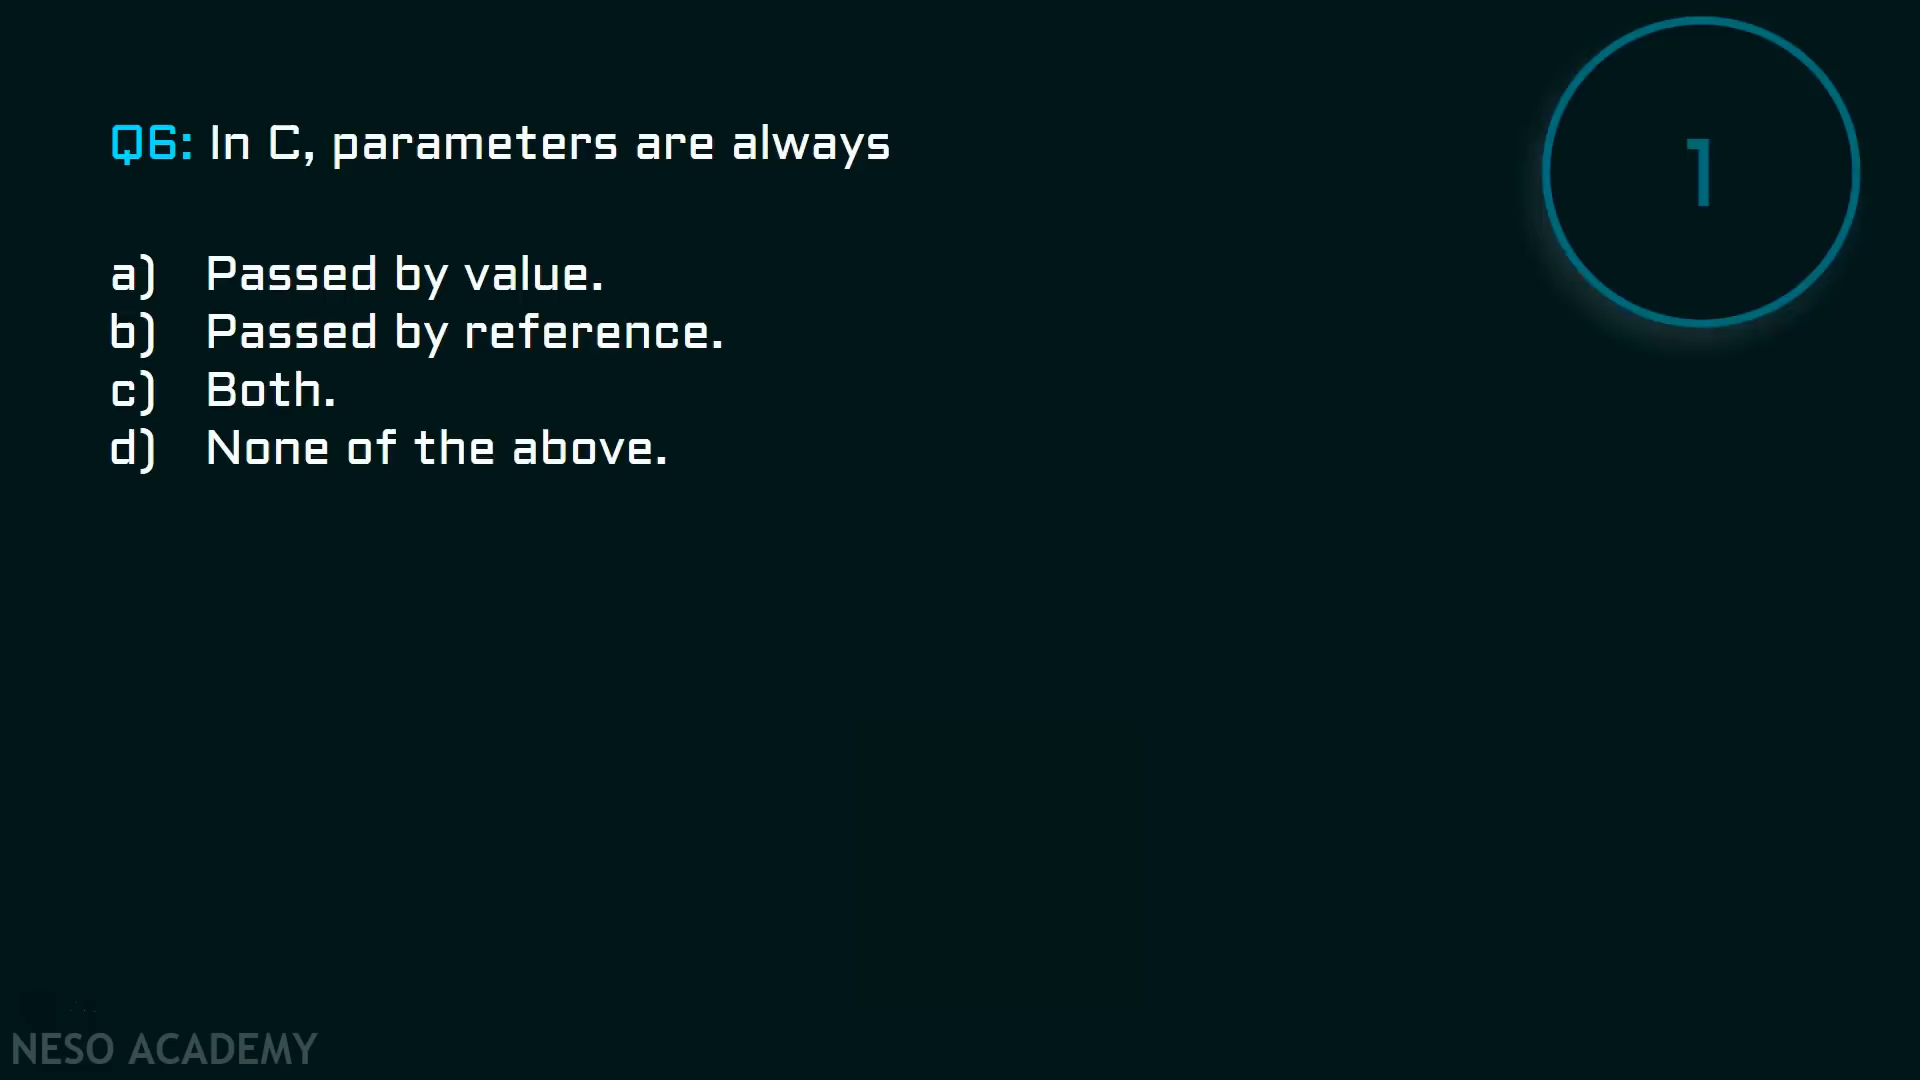 Q6: In C, parameters are always
1
a) Passed by value.
b) Passed by reference.
c) Both.
d) None of the above.
NESO ACADEMY